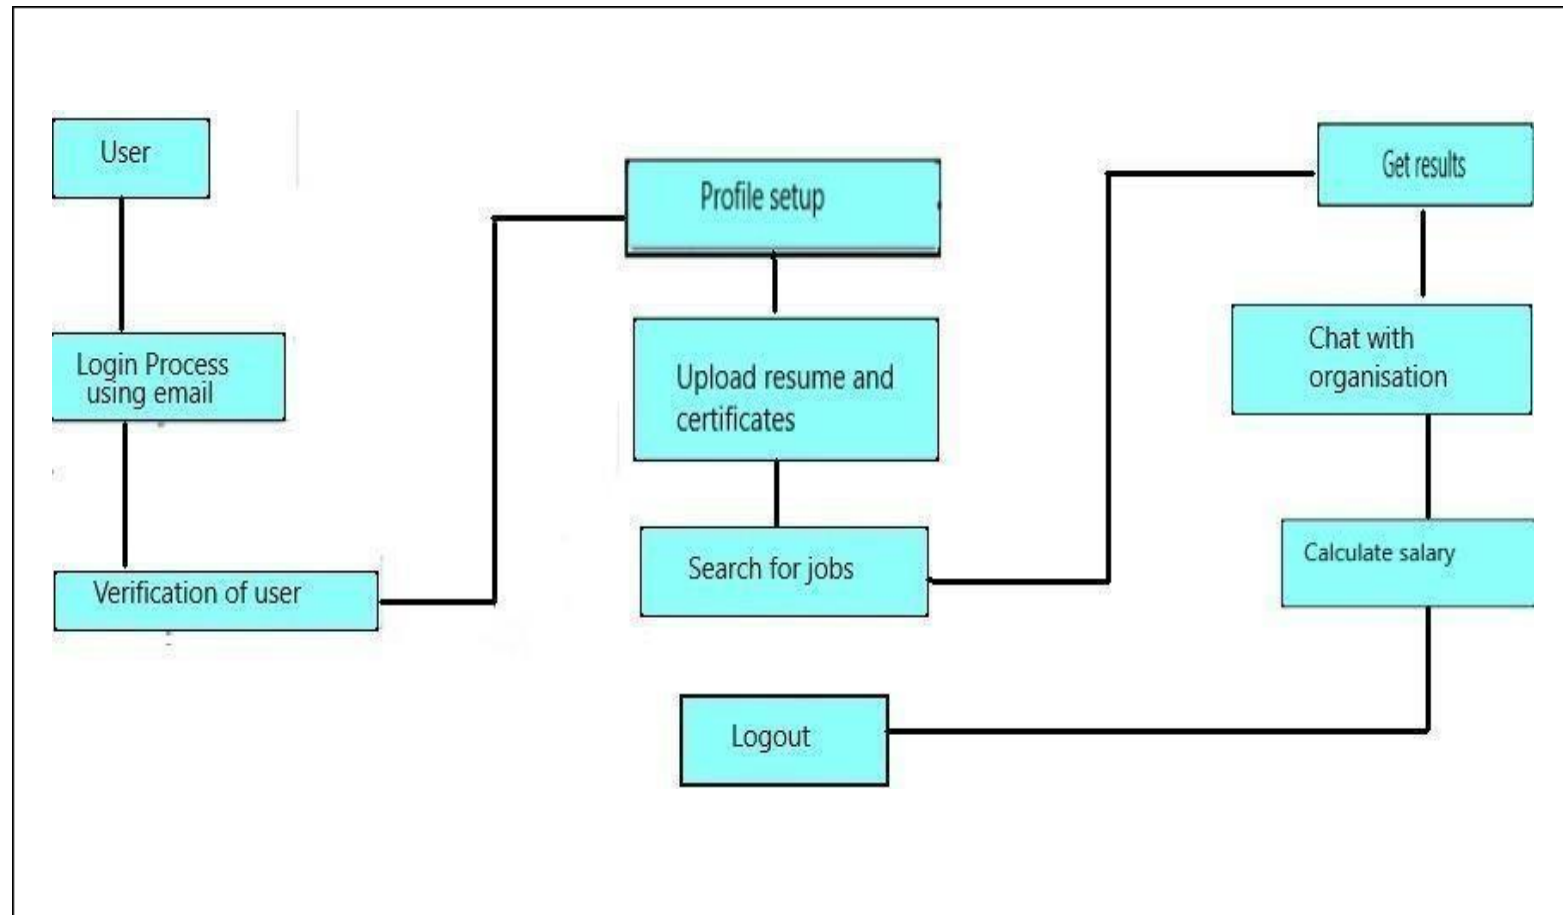 User
Login Process
using email
Verification of user
Profile setup
Upload resume and
certificates
Search for jobs
Get results
Chat with
organisation
Calculate salary
Logout